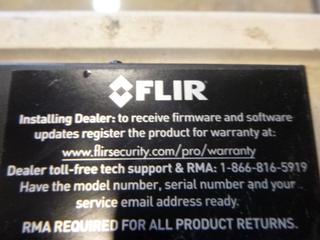 FLIR
Installing Dealer: to receive firmware and software
updates register the product for warranty at:
www.flirsecurity.com/pro/warranty
Dealer toll-free tech support & RMA: 1-866-816-5919
Have the model number, serial number and your
service email address ready.
RMA REQUIRED FOR ALL PRODUCT RETURNS.